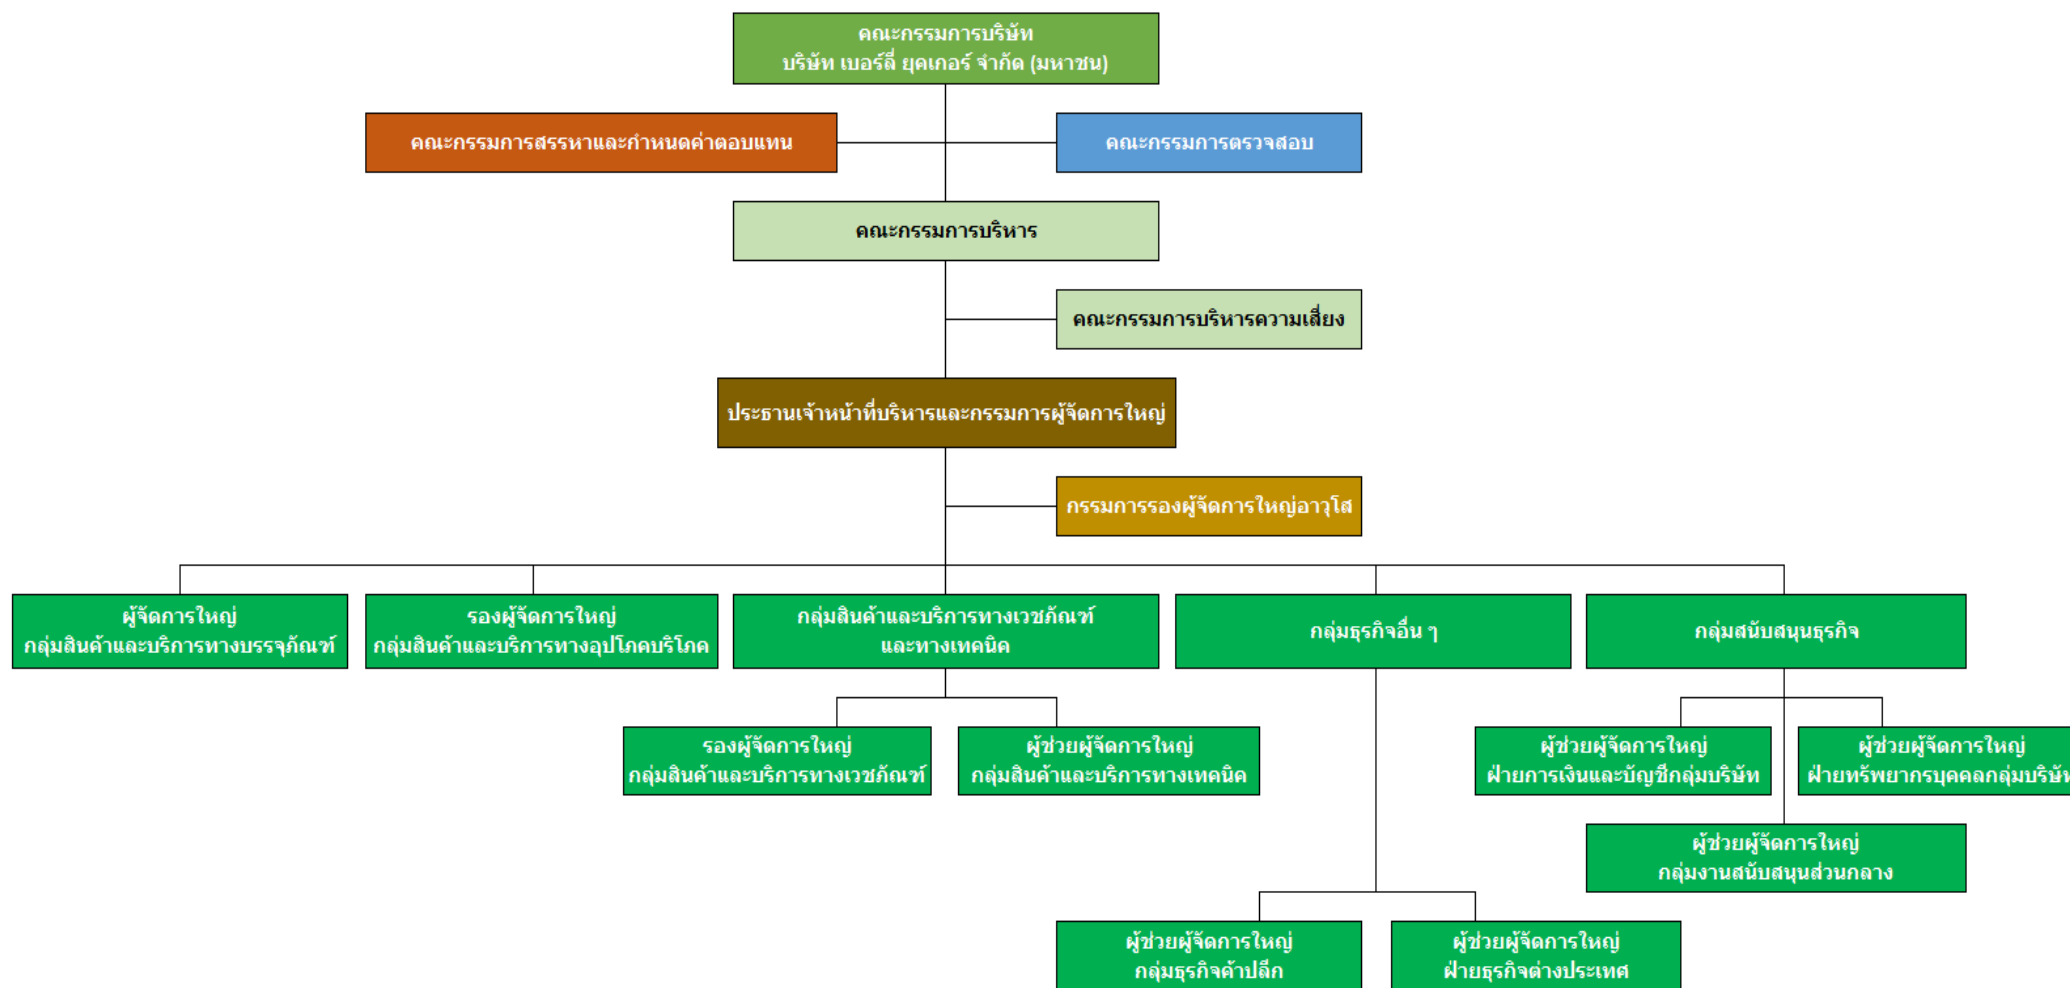 คณะกรรมการบริษัท
บริษัท เบอร์ลี่ ยุคเกอร์ จำกัด (มหาชน)
คณะกรรมการสรรหาและกำหนดค่าตอบแทน
คณะกรรมการตรวจสอบ
คณะกรรมการบริหาร
คณะกรรมการบริหารความเสี่ยง
ประธานเจ้าหน้าที่บริหารและกรรมการผู้จัดการใหญ่
กรรมการรองผู้จัดการใหญ่อาวุโส
ผู้จัดการใหญ่
กลุ่มสินค้าและบริการทางบรรจุภัณฑ์
รองผู้จัดการใหญ่
กลุ่มสินค้าและบริการทางอุปโภคบริโภค
กลุ่มสินค้าและบริการทางเวชภัณฑ์
และทางเทคนิค
กลุ่มธุรกิจอื่น ๆ
กลุ่มสนับสนุนธุรกิจ
รองผู้จัดการใหญ่
กลุ่มสินค้าและบริการทางเวชภัณฑ์
ผู้ช่วยผู้จัดการใหญ่
กลุ่มสินค้าและบริการทางเทคนิค
ผู้ช่วยผู้จัดการใหญ่
ฝ่ายการเงินและบัญชีกลุ่มบริษัท
ผู้ช่วยผู้จัดการใหญ่
ฝ่ายทรัพยากรบุคคลกลุ่มบริษัท
ผู้ช่วยผู้จัดการใหญ่
กลุ่มงานสนับสนุนส่วนกลาง
ผู้ช่วยผู้จัดการใหญ่
กลุ่มธุรกิจค้าปลีก
ผู้ช่วยผู้จัดการใหญ่
ฝ่ายธุรกิจต่างประเทศ